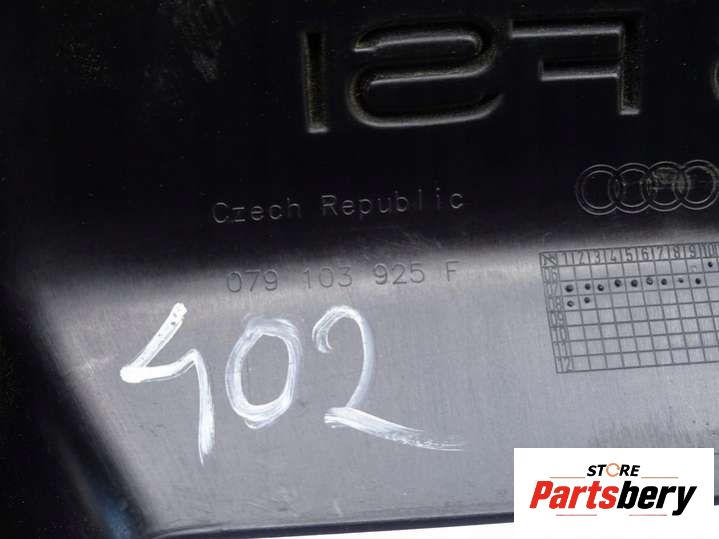 FSI
Czech Republic
079 103 925 F
402
STORE
Partsbery